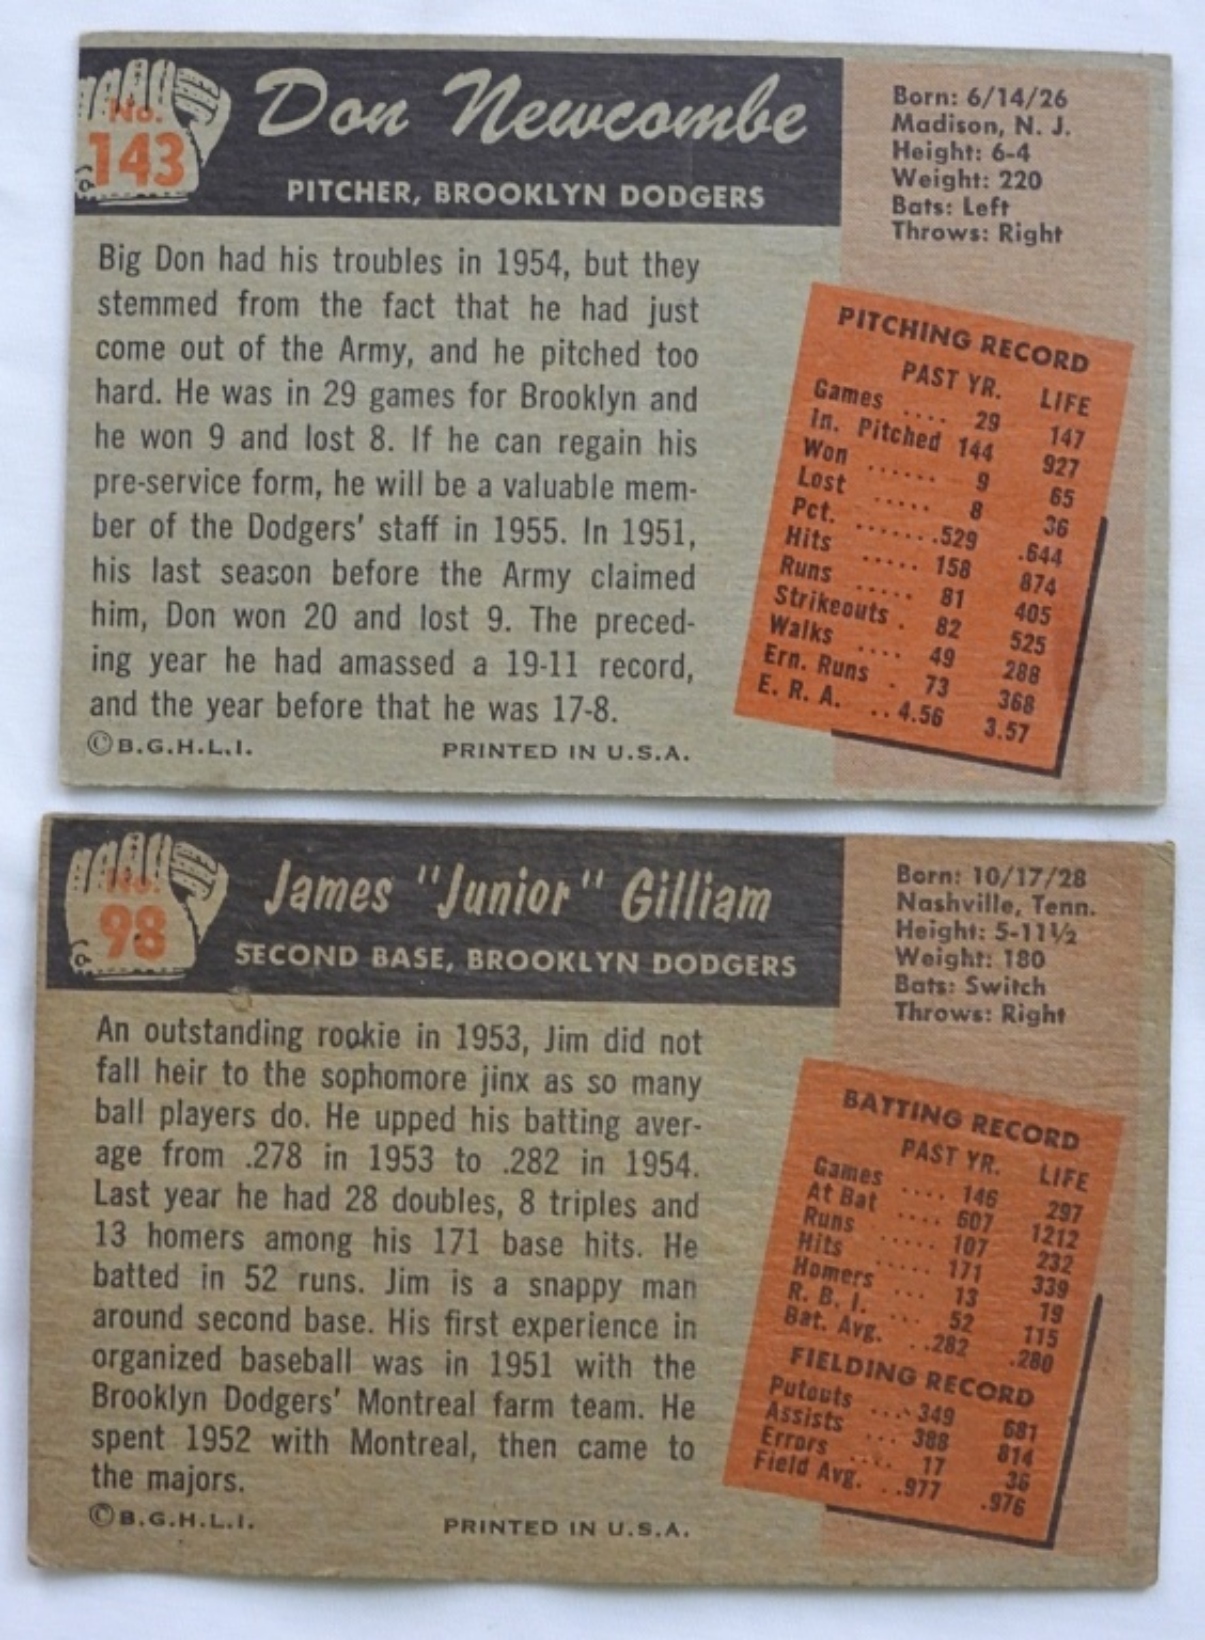 No.
143
Don Newcombe
PITCHER, BROOKLYN DODGERS
Born: 6/14/26
Madison, N. J.
Height: 6-4
Weight: 220
Bats: Left
Throws: Right
Big Don had his troubles in 1954, but they
stemmed from the fact that he had just
come out of the Army, and he pitched too
hard. He was in 29 games for Brooklyn and
he won 9 and lost 8. If he can regain his
pre-service form, he will be a valuable mem-
ber of the Dodgers' staff in 1955. In 1951,
his last season before the Army claimed
him, Don won 20 and lost 9. The preced-
ing year he had amassed a 19-11 record,
and the year before that he was 17-8.
©B.G.H.L.I. PRINTED IN U.S.A.
PITCHING RECORD
PAST YR. LIFE
Games .... 29 147
In. Pitched 144 927
Won ...... 9 65
Lost ..... 8 36
Pct. .......529 .644
Hits ..... 158 874
Runs ..... 81 405
Strikeouts . 82 525
Walks .... 49 288
Ern. Runs . 73 368
E. R. A. ..4.56 3.57
No.
98
James "Junior" Gilliam
SECOND BASE, BROOKLYN DODGERS
Born: 10/17/28
Nashville, Tenn.
Height: 5-11½
Weight: 180
Bats: Switch
Throws: Right
An outstanding rookie in 1953, Jim did not
fall heir to the sophomore jinx as so many
ball players do. He upped his batting aver-
age from .278 in 1953 to .282 in 1954.
Last year he had 28 doubles, 8 triples and
13 homers among his 171 base hits. He
batted in 52 runs. Jim is a snappy man
around second base. His first experience in
organized baseball was in 1951 with the
Brooklyn Dodgers' Montreal farm team. He
spent 1952 with Montreal, then came to
the majors.
©B.G.H.L.I. PRINTED IN U.S.A.
BATTING RECORD
PAST YR. LIFE
Games .... 146 297
At Bat .... 607 1212
Runs ..... 107 232
Hits ..... 171 339
Homers ... 13 19
R. B. I. ... 52 115
Bat. Avg. ..282 .280
FIELDING RECORD
Putouts ... 349 681
Assists ... 388 814
Errors .... 17 36
Field Avg. ..977 .976